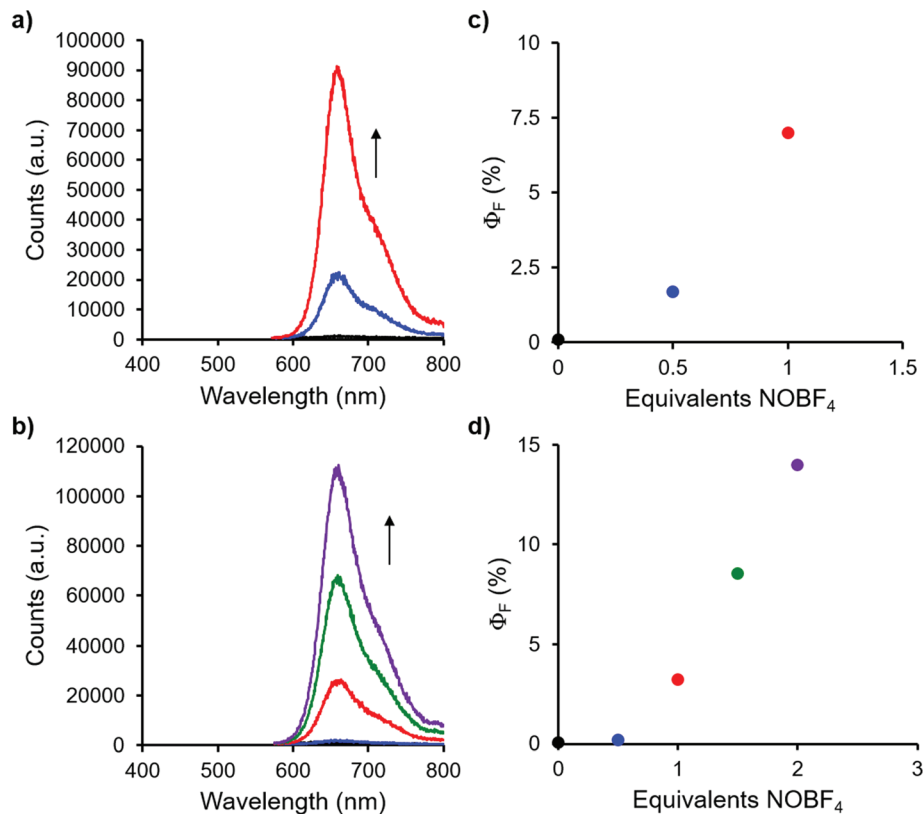 a)
100000
90000
80000
70000
60000
50000
40000
30000
20000
10000
0
Counts (a.u.)
400 500 600 700 800
Wavelength (nm)
c)
10
7.5
5
2.5
0
ΦF (%)
0 0.5 1 1.5
Equivalents NOBF4
b)
120000
100000
80000
60000
40000
20000
0
Counts (a.u.)
400 500 600 700 800
Wavelength (nm)
d)
15
10
5
0
ΦF (%)
0 1 2 3
Equivalents NOBF4